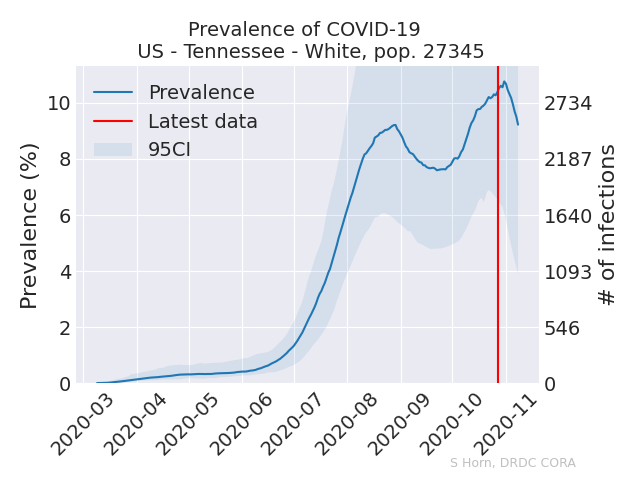 Prevalence of COVID-19
US - Tennessee - White, pop. 27345
Prevalence
Latest data
95CI
Prevalence (%)
10
8
6
4
2
0
2734
2187
1640
1093
546
0
# of infections
2020-03
2020-04
2020-05
2020-06
2020-07
2020-08
2020-09
2020-10
2020-11
S Horn, DRDC CORA